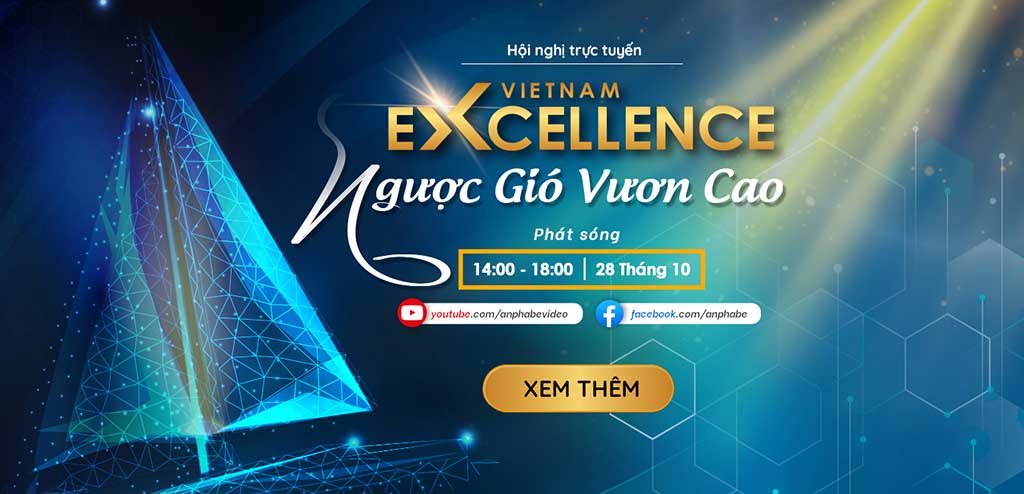 Hội nghị trực tuyến
VIETNAM
EXCELLENCE
Ngược Gió Vươn Cao
Phát sóng
14:00 - 18:00 | 28 Tháng 10
youtube.com/anphabevideo
facebook.com/anphabe
XEM THÊM